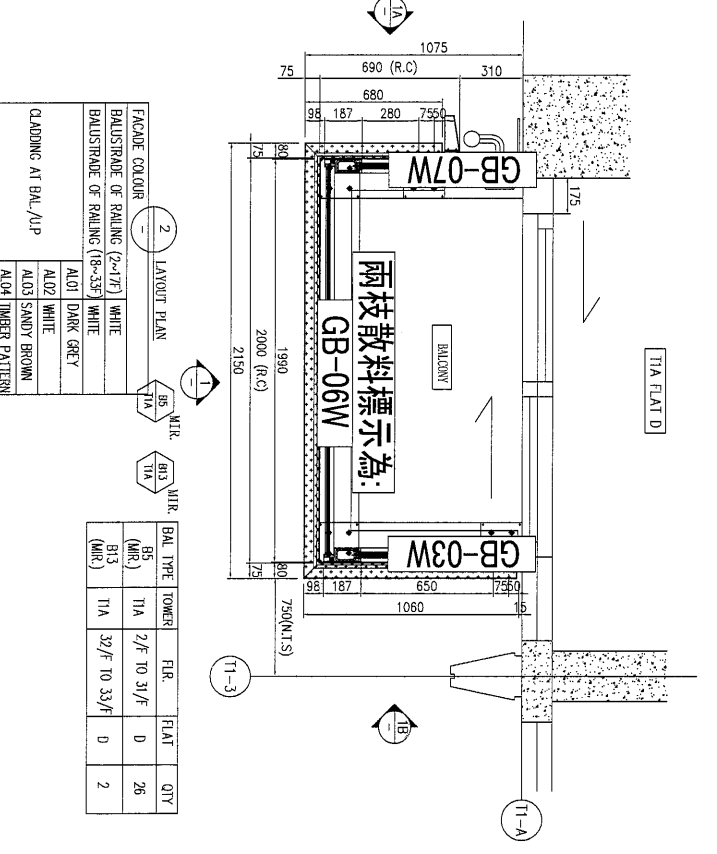 1A
-
1075
75
690 (R.C)
310
680
98
187
280
75
50
175
80
75
GB-07W
兩枝散料標示為:
GB-06W
BALCONY
T1A FLAT D
GB-03W
1990
2000 (R.C)
2150
80
75
98
187
650
75
50
1060
15
750(N.T.S)
T1-3
1B
-
T1-A
1
-
2
-
LAYOUT PLAN
B5
T1A
MIR.
B13
T1A
MIR.
FACADE COLOUR
BALUSTRADE OF RAILING (2~17F) WHITE
BALUSTRADE OF RAILING (18~33F) WHITE
CLADDING AT BAL./U.P
AL01 DARK GREY
AL02 WHITE
AL03 SANDY BROWN
AL04 TIMBER PATTERN
BAL TYPE TOWER FLR. FLAT QTY
B5 (MIR.) T1A 2/F TO 31/F D 26
B13 (MIR.) T1A 32/F TO 33/F D 2